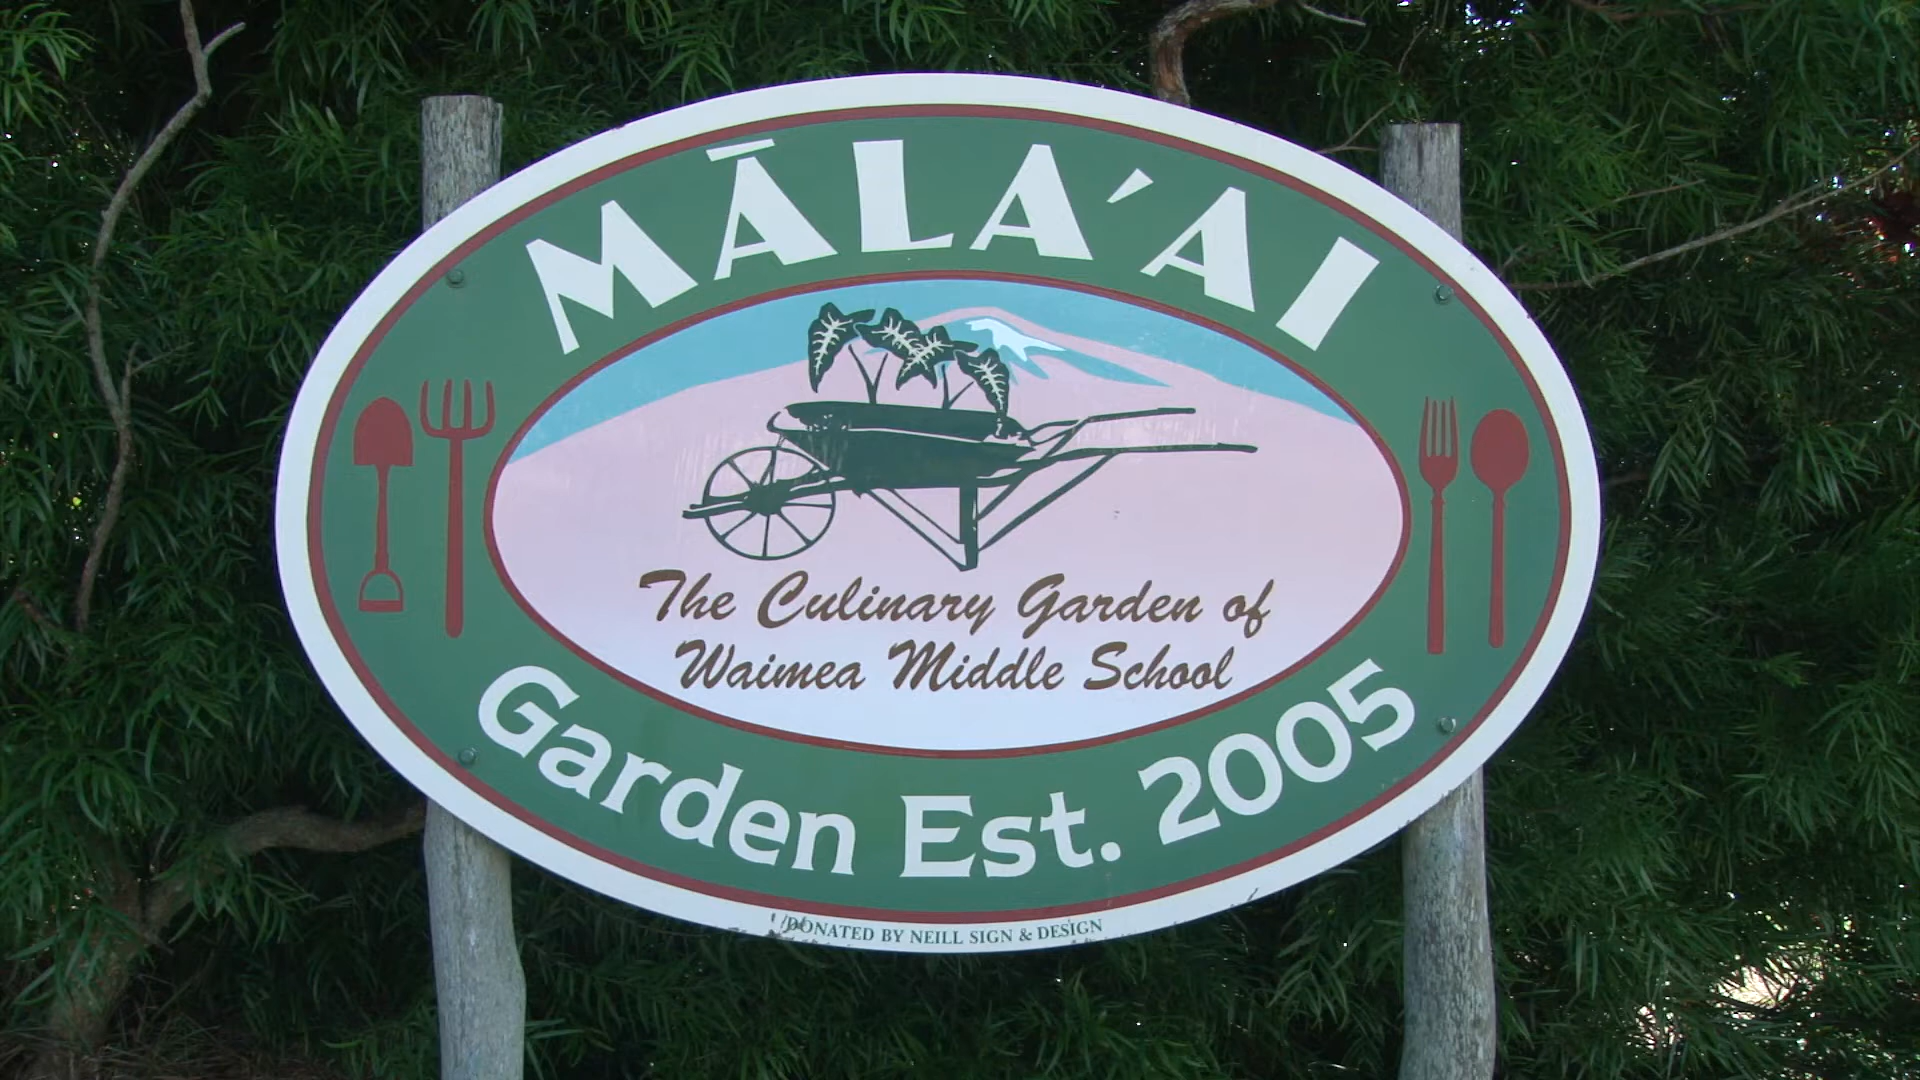 MĀLA'AI
The Culinary Garden of
Waimea Middle School
Garden Est. 2005
DONATED BY NEILL SIGN & DESIGN